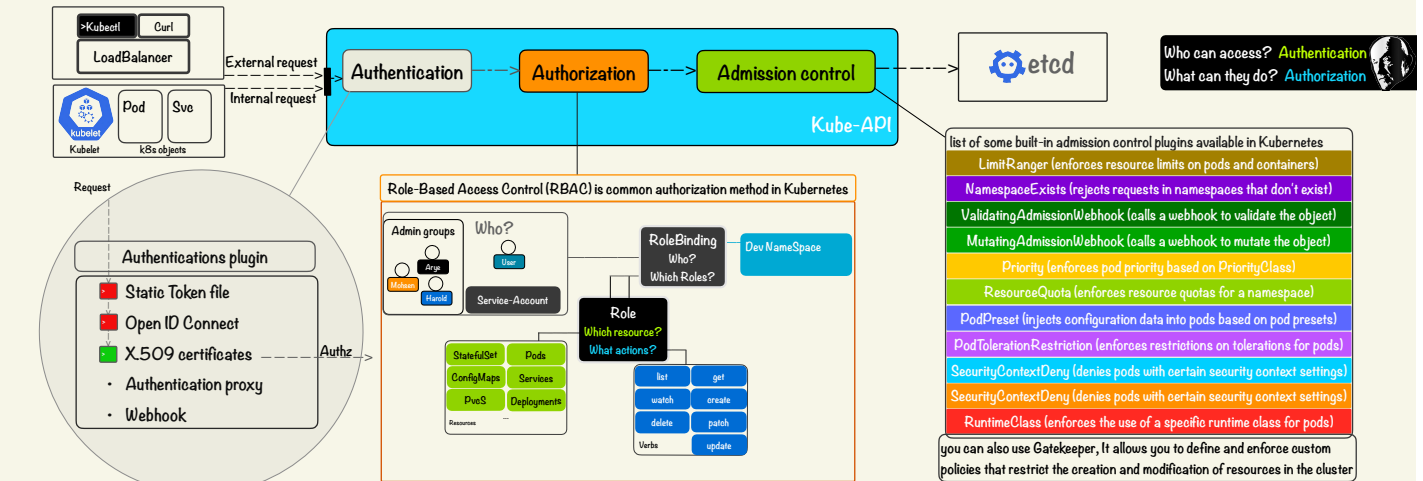 >Kubectl
Curl
LoadBalancer
External request
Internal request
kubelet
Pod
Svc
Kubelet
k8s objects
Authentication
Authorization
Admission control
Kube-API
etcd
Who can access? Authentication
What can they do? Authorization
Request
Authentications plugin
> Static Token file
> Open ID Connect
> X.509 certificates
Authz
· Authentication proxy
· Webhook
Role-Based Access Control (RBAC) is common authorization method in Kubernetes
Admin groups
Arye
Mohsen
Harold
Who?
User
Service-Account
RoleBinding
Who?
Which Roles?
Dev NameSpace
Role
Which resource?
What actions?
StatefulSet
Pods
ConfigMaps
Services
PvcS
Deployments
Resources
...
list
get
watch
create
delete
patch
Verbs
update
list of some built-in admission control plugins available in Kubernetes
LimitRanger (enforces resource limits on pods and containers)
NamespaceExists (rejects requests in namespaces that don't exist)
ValidatingAdmissionWebhook (calls a webhook to validate the object)
MutatingAdmissionWebhook (calls a webhook to mutate the object)
Priority (enforces pod priority based on PriorityClass)
ResourceQuota (enforces resource quotas for a namespace)
PodPreset (injects configuration data into pods based on pod presets)
PodTolerationRestriction (enforces restrictions on tolerations for pods)
SecurityContextDeny (denies pods with certain security context settings)
SecurityContextDeny (denies pods with certain security context settings)
RuntimeClass (enforces the use of a specific runtime class for pods)
you can also use Gatekeeper, It allows you to define and enforce custom
policies that restrict the creation and modification of resources in the cluster